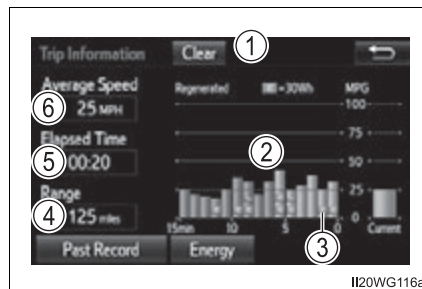 Trip Information Clear 1
Average Speed
6 25 MPH
Regenerated = 30Wh MPG
100
75
Elapsed Time
5 00:20
2
50
Range
4 125 miles
25
0
3
15min 10 5 0 Current
Past Record Energy
II20WG116a